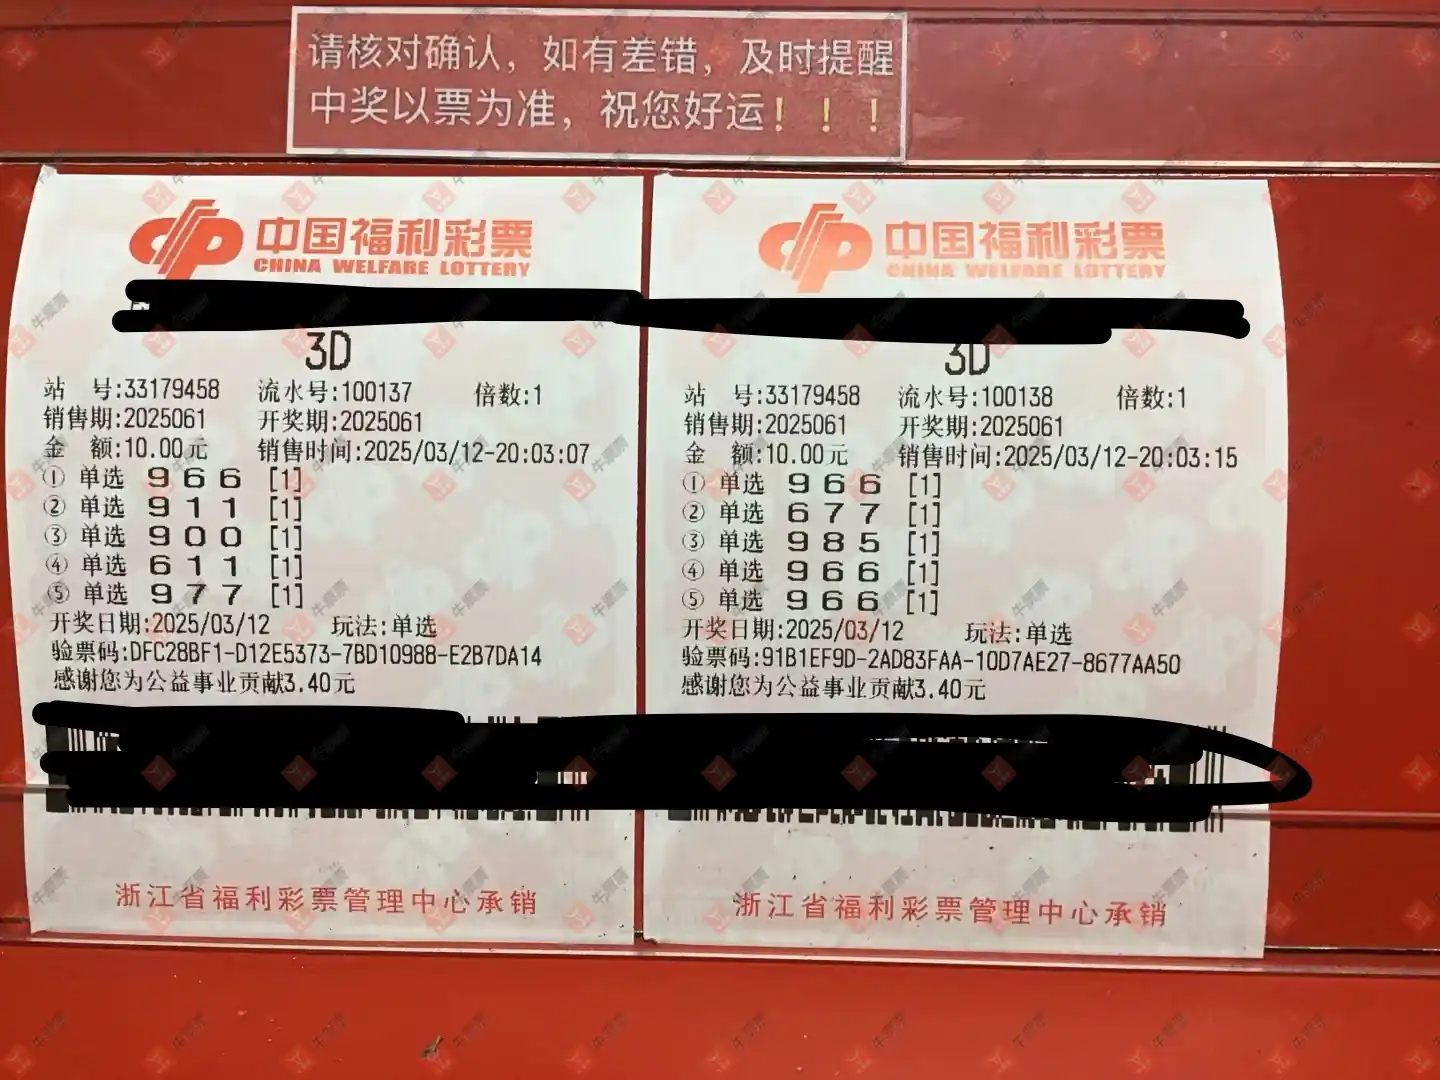 请核对确认，如有差错，及时提醒
中奖以票为准，祝您好运！！！
中国福利彩票
CHINA WELFARE LOTTERY
3D
站 号:33179458 流水号:100137 倍数:1
销售期:2025061 开奖期:2025061
金 额:10.00元 销售时间:2025/03/12-20:03:07
① 单选 9 6 6 [1]
② 单选 9 1 1 [1]
③ 单选 9 0 0 [1]
④ 单选 6 1 1 [1]
⑤ 单选 9 7 7 [1]
开奖日期:2025/03/12 玩法:单选
验票码:DFC28BF1-D12E5373-7BD10988-E2B7DA14
感谢您为公益事业贡献3.40元
浙江省福利彩票管理中心承销
中国福利彩票
CHINA WELFARE LOTTERY
3D
站 号:33179458 流水号:100138 倍数:1
销售期:2025061 开奖期:2025061
金 额:10.00元 销售时间:2025/03/12-20:03:15
① 单选 9 6 6 [1]
② 单选 6 7 7 [1]
③ 单选 9 8 5 [1]
④ 单选 9 6 6 [1]
⑤ 单选 9 6 6 [1]
开奖日期:2025/03/12 玩法:单选
验票码:91B1EF9D-2AD83FAA-10D7AE27-8677AA50
感谢您为公益事业贡献3.40元
浙江省福利彩票管理中心承销